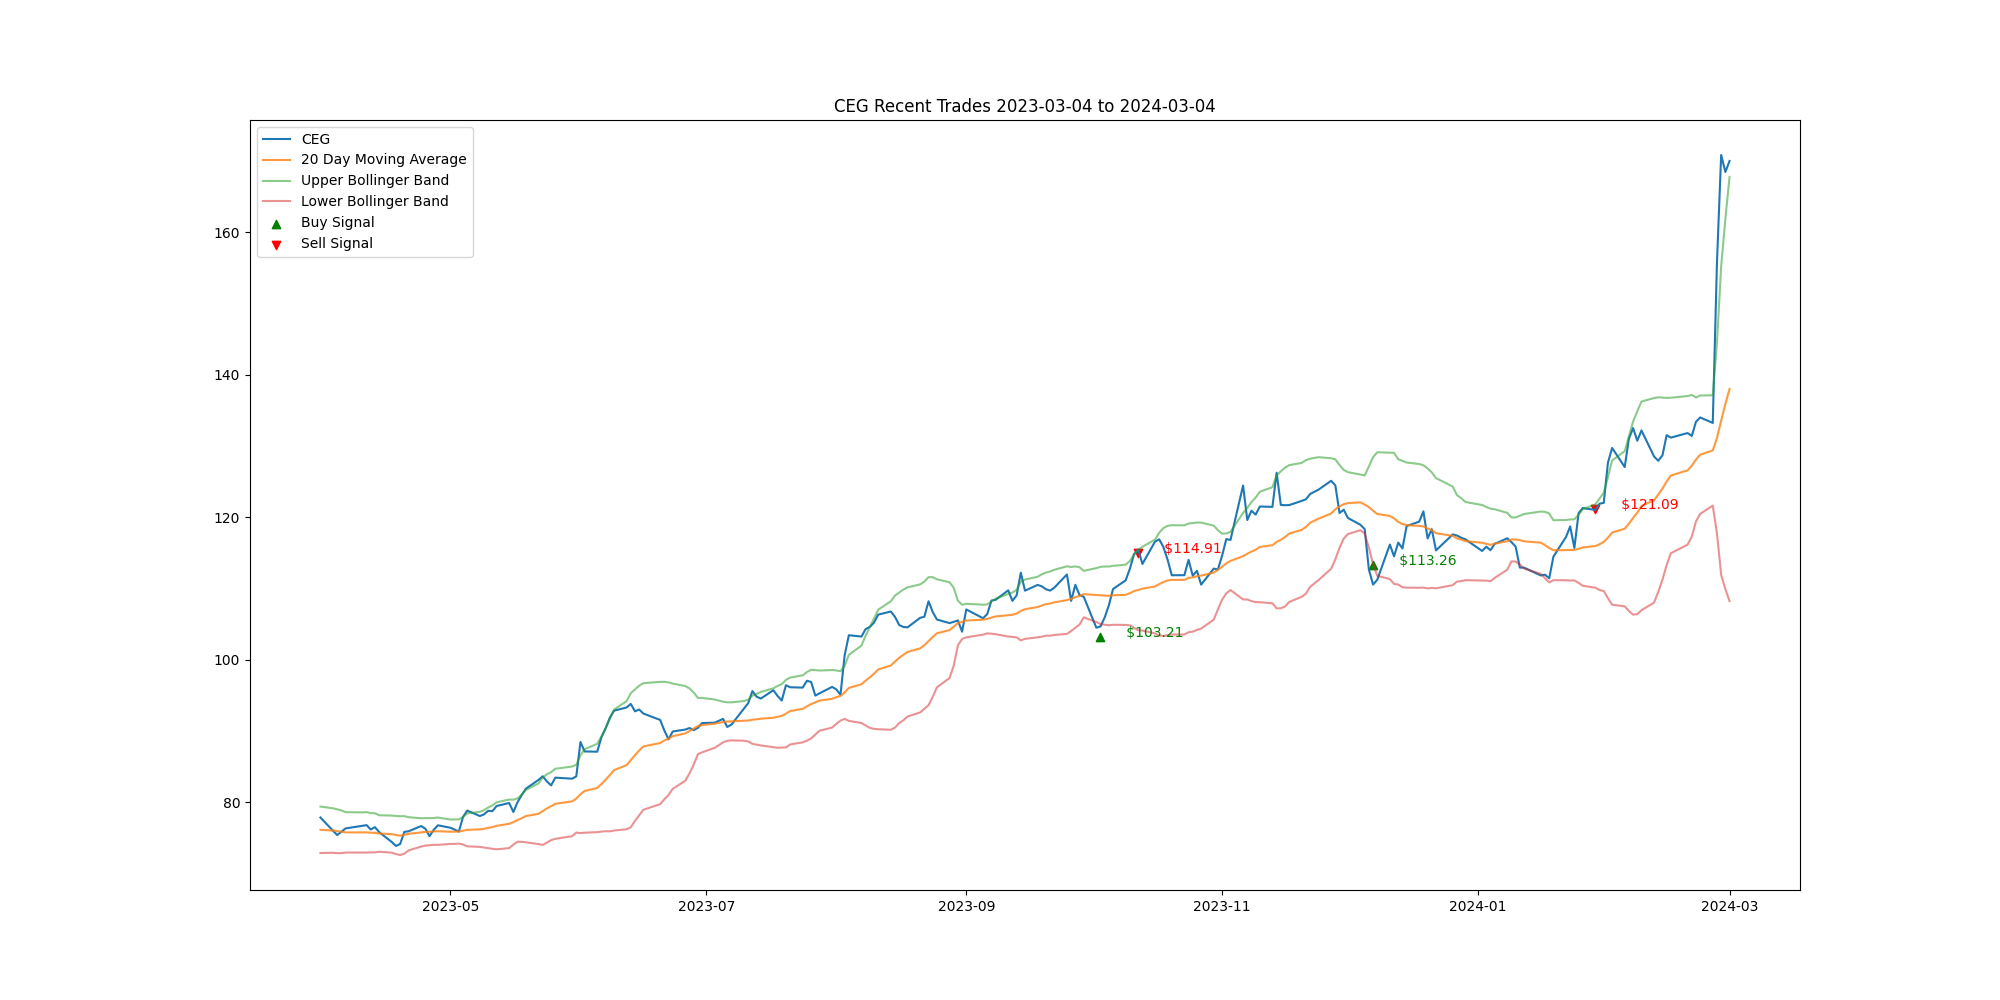 CEG Recent Trades 2023-03-04 to 2024-03-04
CEG
20 Day Moving Average
Upper Bollinger Band
Lower Bollinger Band
Buy Signal
Sell Signal
160
140
120
100
80
$114.91
$103.21
$113.26
$121.09
2023-05
2023-07
2023-09
2023-11
2024-01
2024-03